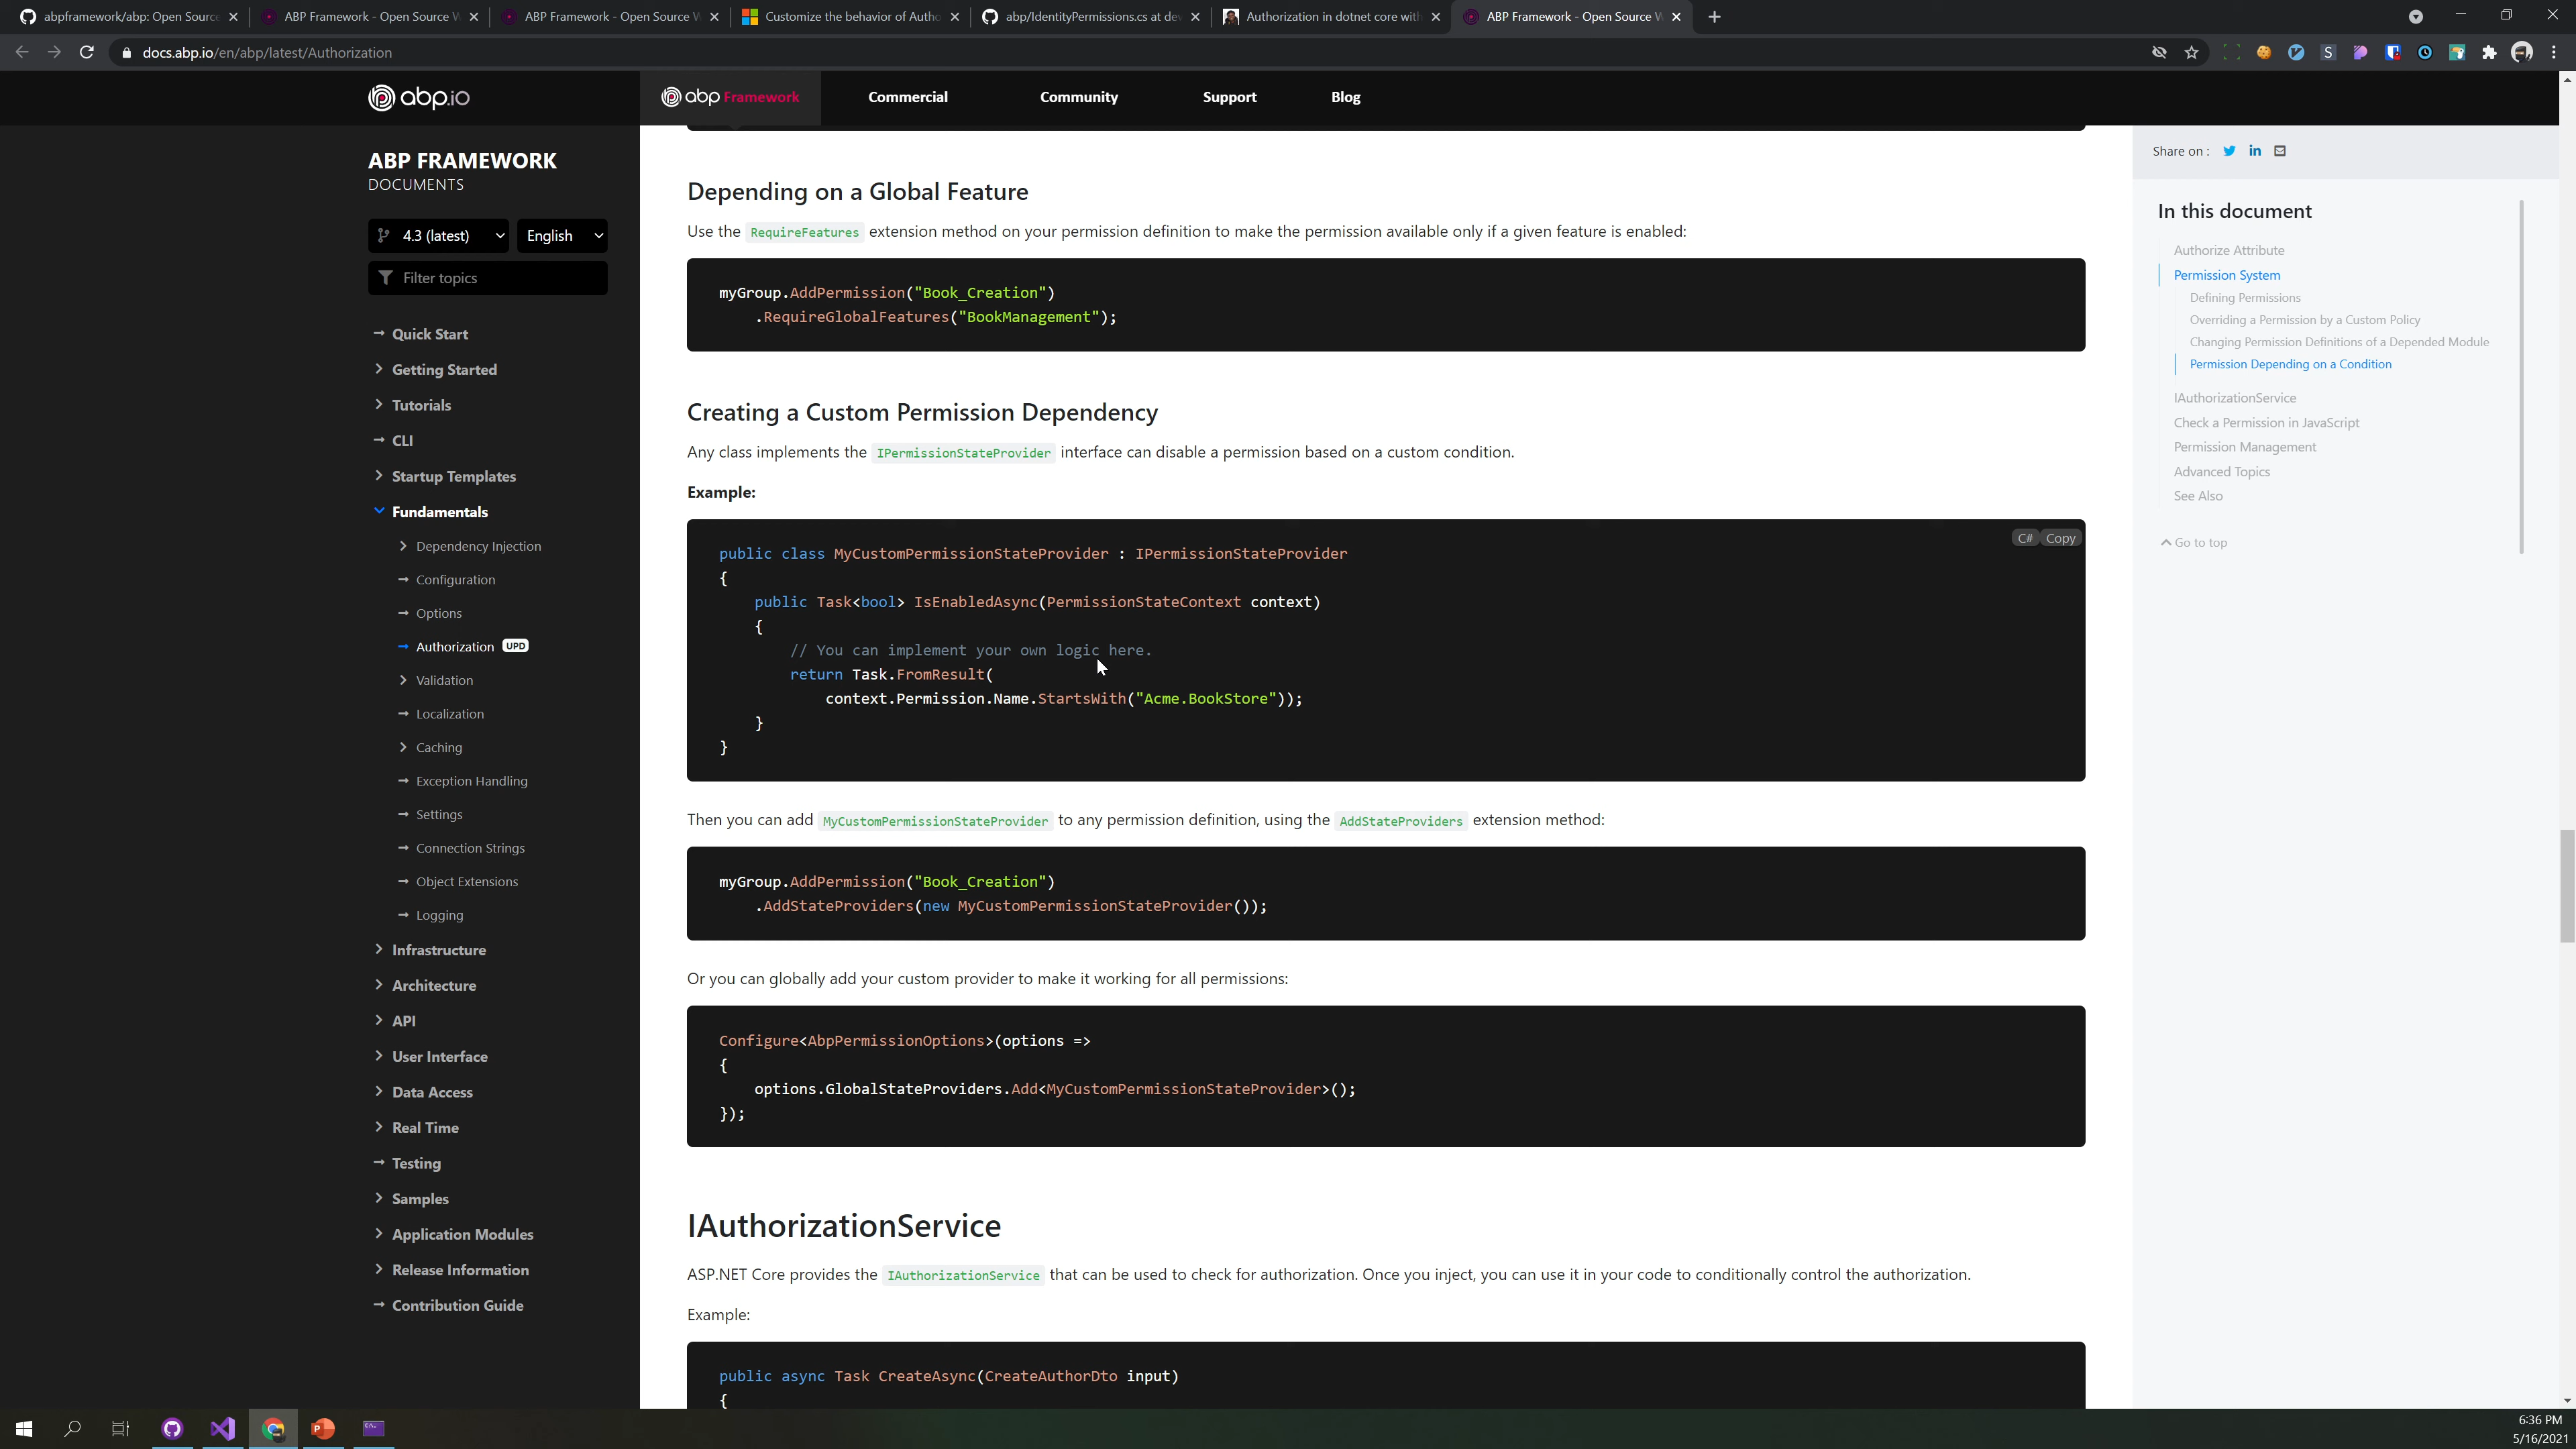 abpframework/abp: Open Source
ABP Framework - Open Source W
ABP Framework - Open Source W
Customize the behavior of Autho
abp/IdentityPermissions.cs at dev
Authorization in dotnet core with
ABP Framework - Open Source W
docs.abp.io/en/abp/latest/Authorization
abp.io
abp Framework
Commercial
Community
Support
Blog
ABP FRAMEWORK
DOCUMENTS
4.3 (latest)
English
Filter topics
Quick Start
Getting Started
Tutorials
CLI
Startup Templates
Fundamentals
Dependency Injection
Configuration
Options
Authorization UPD
Validation
Localization
Caching
Exception Handling
Settings
Connection Strings
Object Extensions
Logging
Infrastructure
Architecture
API
User Interface
Data Access
Real Time
Testing
Samples
Application Modules
Release Information
Contribution Guide
Depending on a Global Feature
Use the RequireFeatures extension method on your permission definition to make the permission available only if a given feature is enabled:
myGroup.AddPermission("Book_Creation")
.RequireGlobalFeatures("BookManagement");
Creating a Custom Permission Dependency
Any class implements the IPermissionStateProvider interface can disable a permission based on a custom condition.
Example:
C# Copy
public class MyCustomPermissionStateProvider : IPermissionStateProvider
{
public Task<bool> IsEnabledAsync(PermissionStateContext context)
{
// You can implement your own logic here.
return Task.FromResult(
context.Permission.Name.StartsWith("Acme.BookStore"));
}
}
Then you can add MyCustomPermissionStateProvider to any permission definition, using the AddStateProviders extension method:
myGroup.AddPermission("Book_Creation")
.AddStateProviders(new MyCustomPermissionStateProvider());
Or you can globally add your custom provider to make it working for all permissions:
Configure<AbpPermissionOptions>(options =>
{
options.GlobalStateProviders.Add<MyCustomPermissionStateProvider>();
});
IAuthorizationService
ASP.NET Core provides the IAuthorizationService that can be used to check for authorization. Once you inject, you can use it in your code to conditionally control the authorization.
Example:
public async Task CreateAsync(CreateAuthorDto input)
{
Share on :
In this document
Authorize Attribute
Permission System
Defining Permissions
Overriding a Permission by a Custom Policy
Changing Permission Definitions of a Depended Module
Permission Depending on a Condition
IAuthorizationService
Check a Permission in JavaScript
Permission Management
Advanced Topics
See Also
Go to top
6:36 PM
5/16/2021